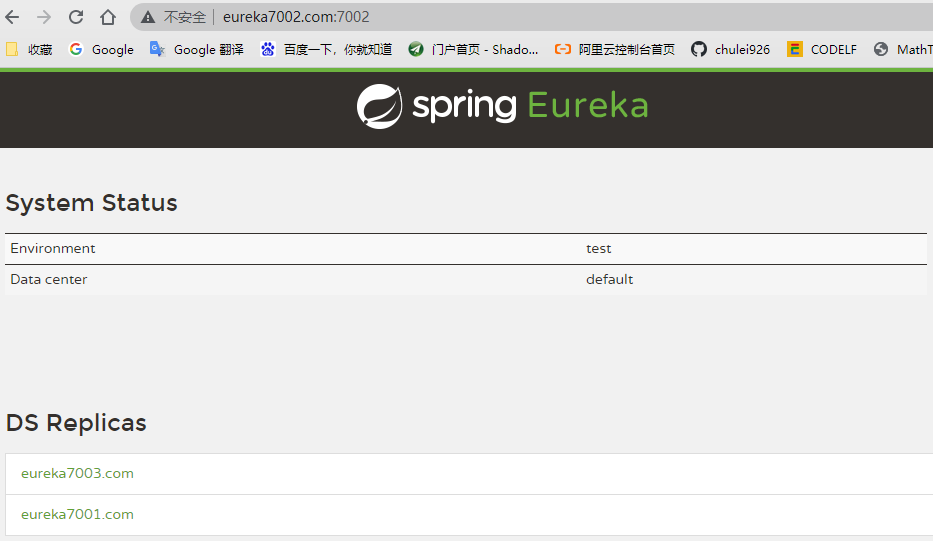 不安全 eureka7002.com:7002
收藏 Google Google 翻译 百度一下，你就知道 门户首页 - Shado... 阿里云控制台首页 chulei926 CODELF MathT
spring Eureka
System Status
Environment test
Data center default
DS Replicas
eureka7003.com
eureka7001.com